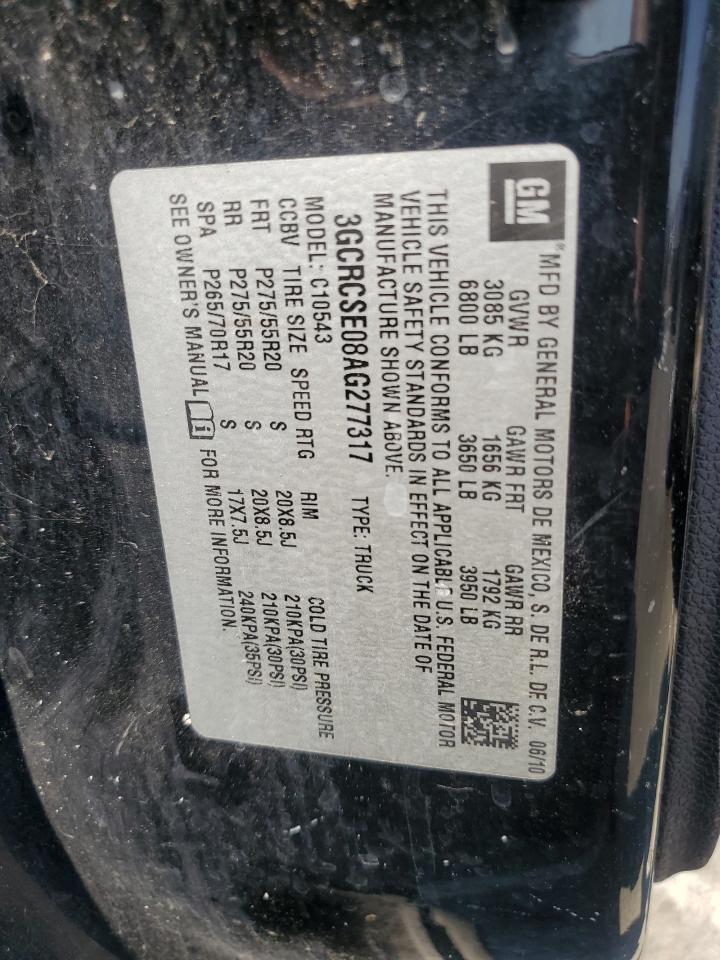 GM ® MFD BY GENERAL MOTORS DE MEXICO, S. DE R.L. DE C.V. 06/10
GVWR GAWR FRT GAWR RR
3085 KG 1656 KG 1792 KG
6800 LB 3650 LB 3950 LB
THIS VEHICLE CONFORMS TO ALL APPLICABLE U.S. FEDERAL MOTOR
VEHICLE SAFETY STANDARDS IN EFFECT ON THE DATE OF
MANUFACTURE SHOWN ABOVE.
3GCRCSE08AG277317 TYPE: TRUCK
MODEL: C10543
CCBV TIRE SIZE SPEED RTG RIM COLD TIRE PRESSURE
FRT P275/55R20 S 20X8.5J 210KPA(30PSI)
RR P275/55R20 S 20X8.5J 210KPA(30PSI)
SPA P265/70R17 S 17X7.5J 240KPA(35PSI)
SEE OWNER'S MANUAL i FOR MORE INFORMATION.